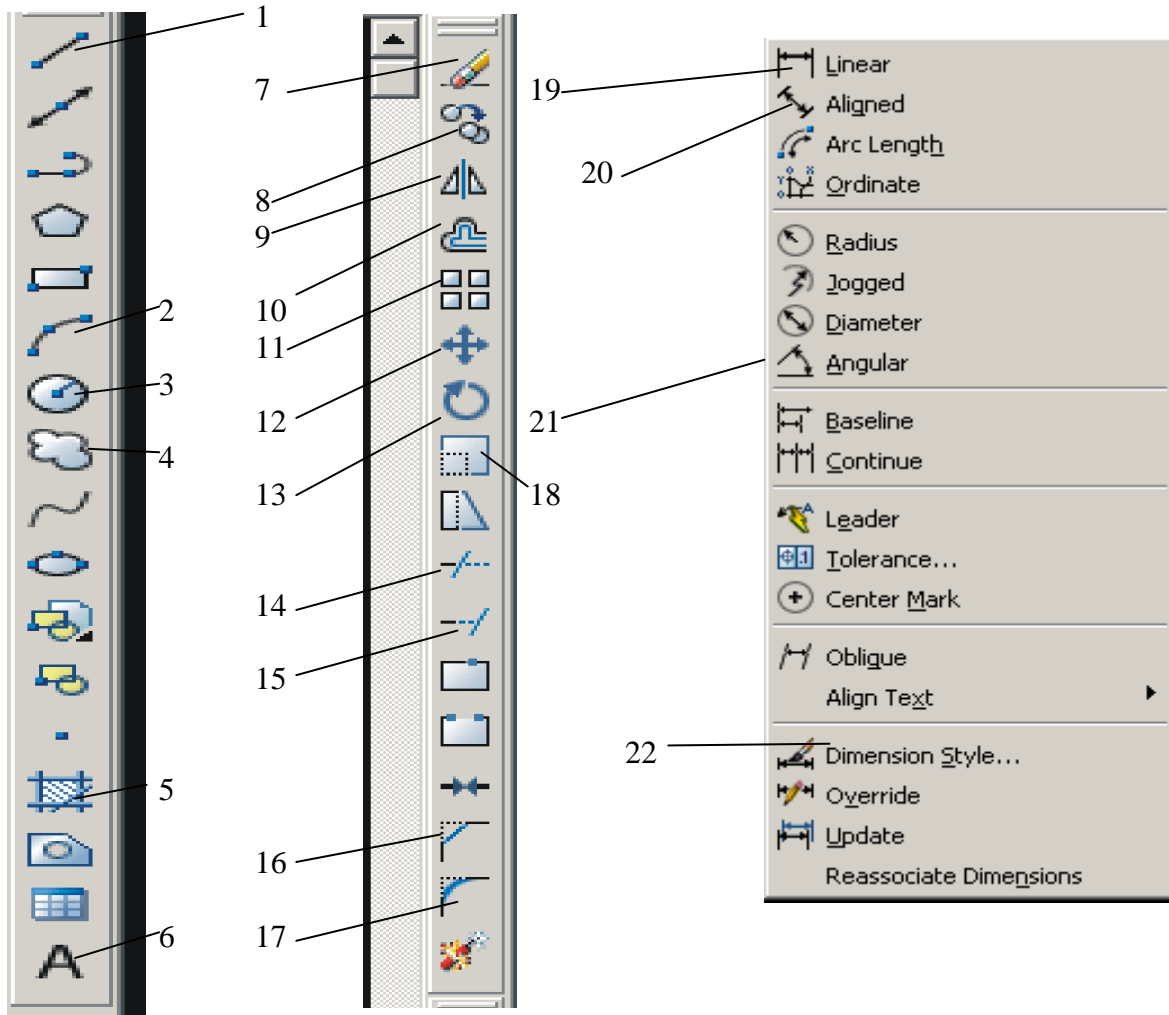 1
2
3
4
5
6
7
8
9
10
11
12
13
14
15
16
17
18
19
20
21
22
Linear
Aligned
Arc Length
Ordinate
Radius
Jogged
Diameter
Angular
Baseline
Continue
Leader
Tolerance...
Center Mark
Oblique
Align Text
Dimension Style...
Override
Update
Reassociate Dimensions
A